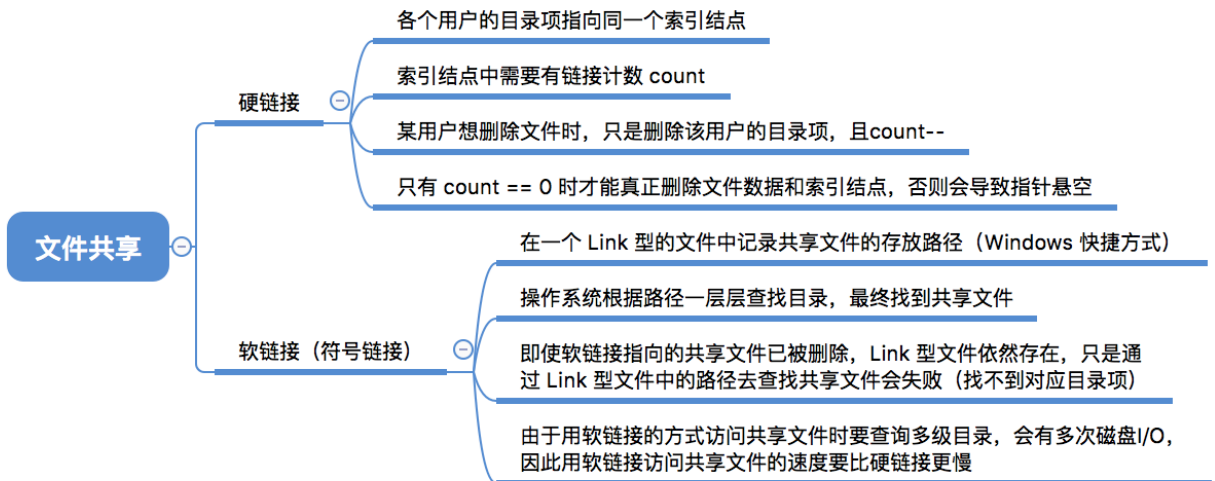 文件共享
硬链接
各个用户的目录项指向同一个索引结点
索引结点中需要有链接计数 count
某用户想删除文件时，只是删除该用户的目录项，且count--
只有 count == 0 时才能真正删除文件数据和索引结点，否则会导致指针悬空
软链接（符号链接）
在一个 Link 型的文件中记录共享文件的存放路径（Windows 快捷方式）
操作系统根据路径一层层查找目录，最终找到共享文件
即使软链接指向的共享文件已被删除，Link 型文件依然存在，只是通
过 Link 型文件中的路径去查找共享文件会失败（找不到对应目录项）
由于用软链接的方式访问共享文件时要查询多级目录，会有多次磁盘I/O，
因此用软链接访问共享文件的速度要比硬链接更慢